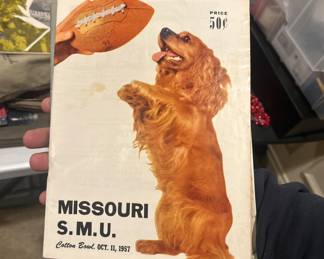 PRICE
50¢
MISSOURI
S.M.U.
Cotton Bowl, OCT. 11, 1957